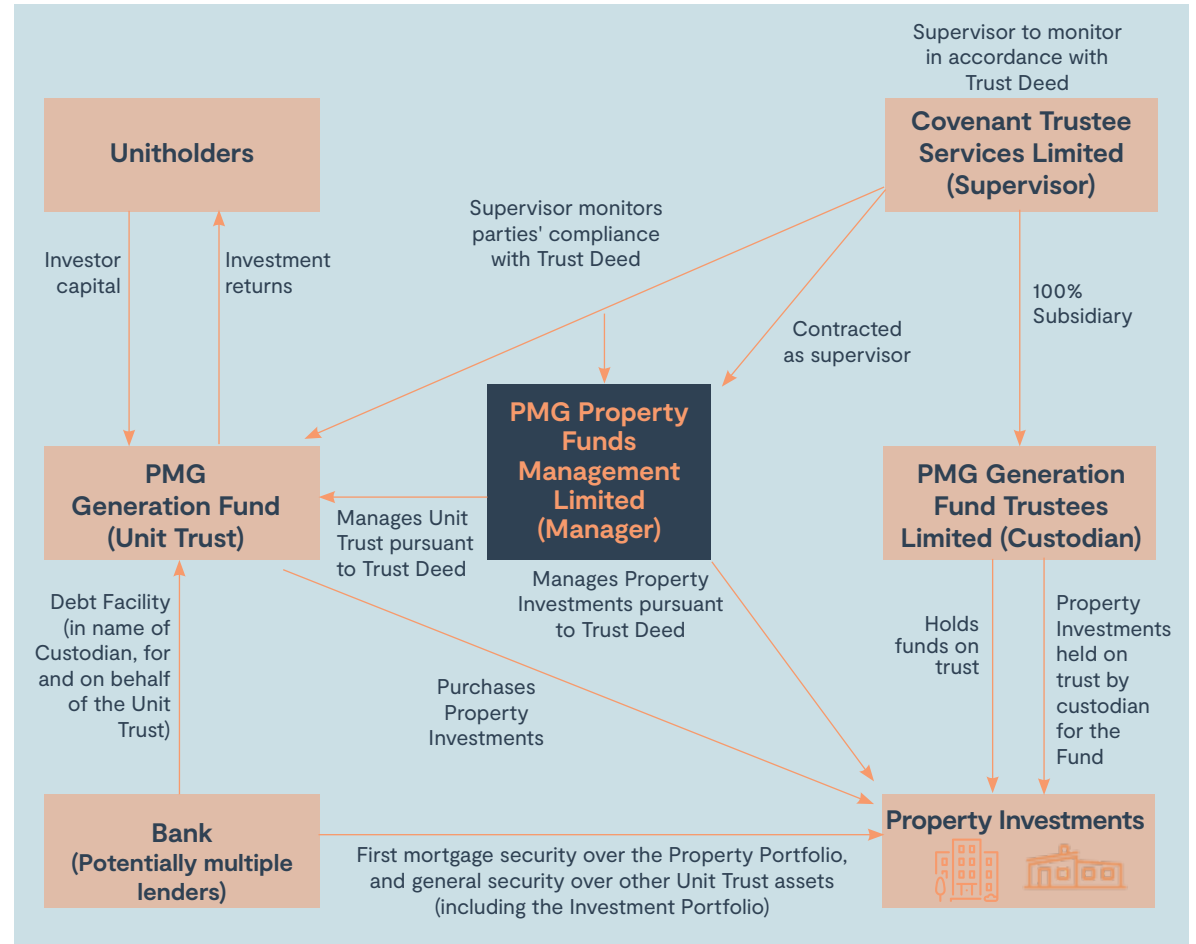 Supervisor to monitor
in accordance with
Trust Deed
Unitholders
Covenant Trustee
Services Limited
(Supervisor)
Supervisor monitors
parties' compliance
with Trust Deed
Investor
capital
Investment
returns
100%
Subsidiary
Contracted
as supervisor
PMG
Generation Fund
(Unit Trust)
PMG Property
Funds
Management
Limited
(Manager)
PMG Generation
Fund Trustees
Limited (Custodian)
Manages Unit
Trust pursuant
to Trust Deed
Manages Property
Investments pursuant
to Trust Deed
Debt Facility
(in name of
Custodian, for
and on behalf
of the Unit
Trust)
Holds
funds on
trust
Property
Investments
held on
trust by
custodian
for the
Fund
Purchases
Property
Investments
Bank
(Potentially multiple
lenders)
First mortgage security over the Property Portfolio,
and general security over other Unit Trust assets
(including the Investment Portfolio)
Property Investments